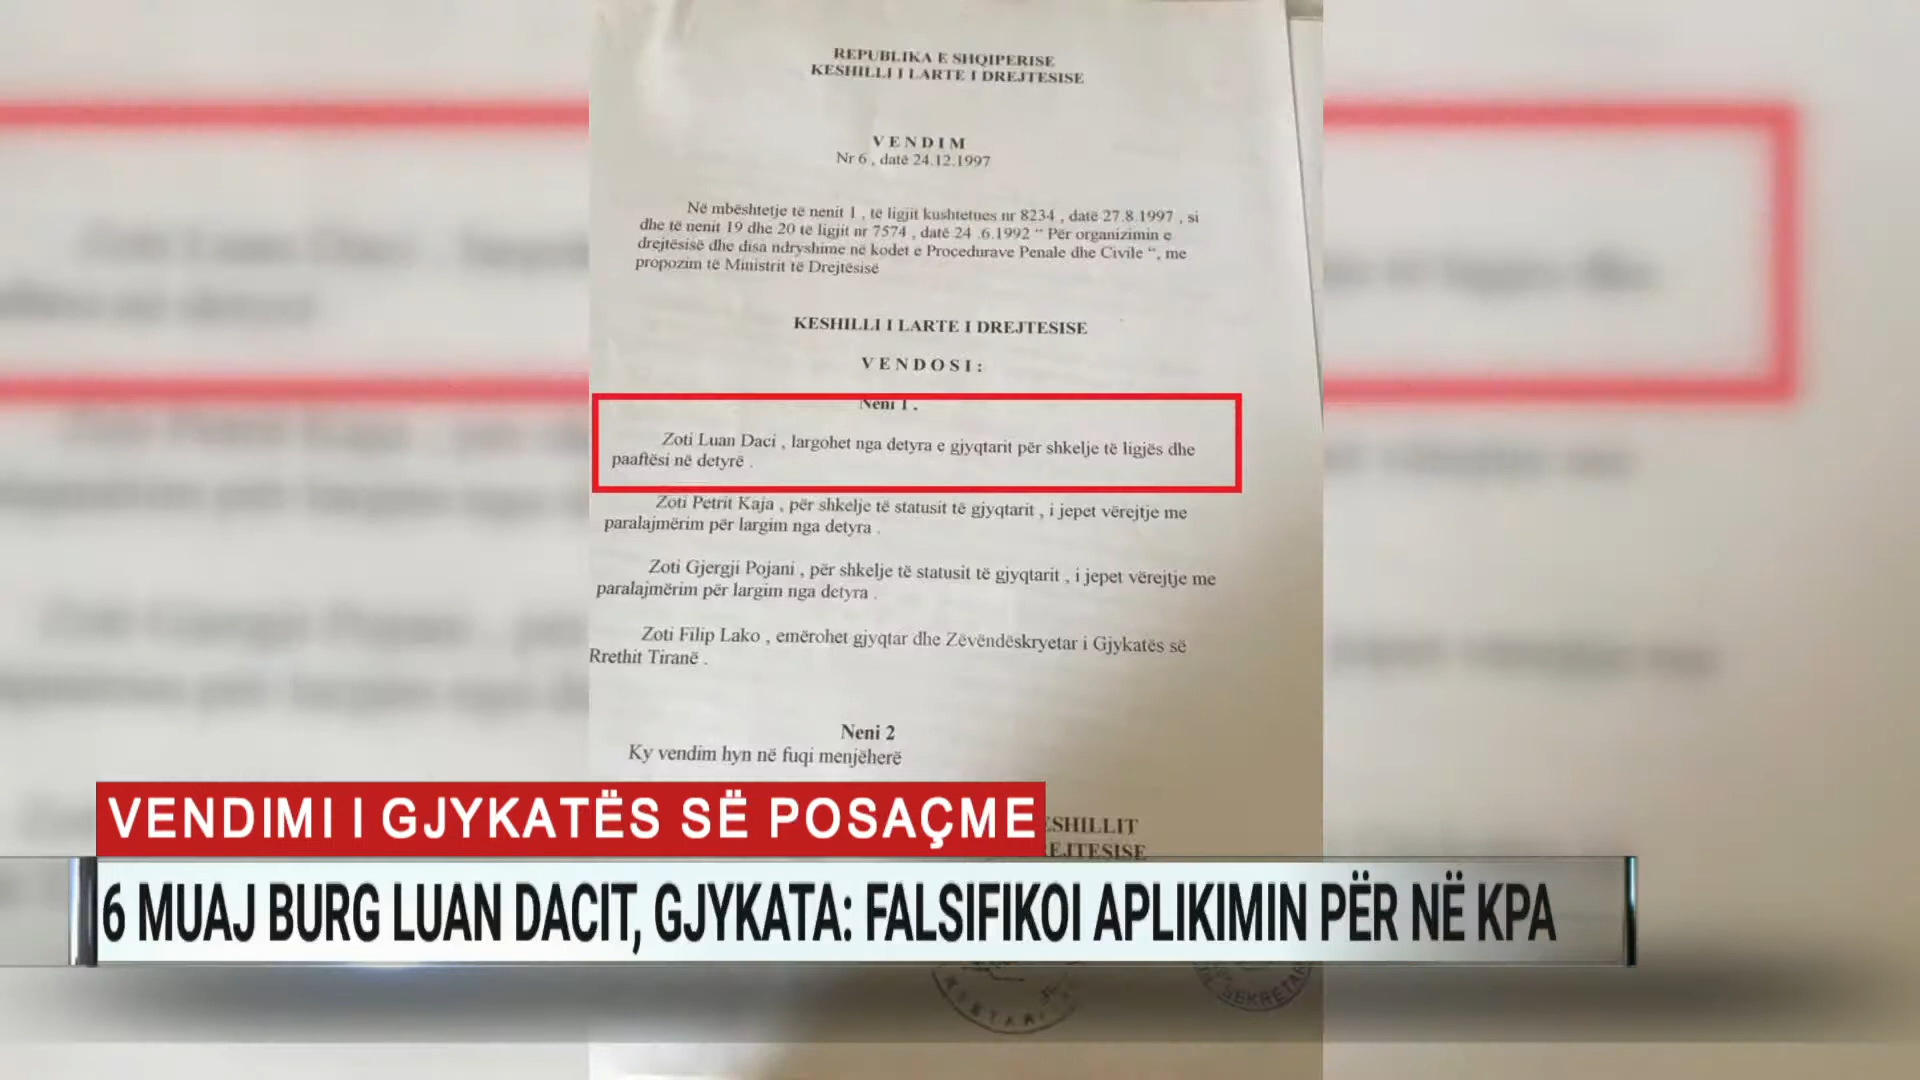 REPUBLIKA E SHQIPERISE
KESHILLI I LARTE I DREJTESISE
VENDIM
Nr 6 , datë 24.12.1997
Në mbështetje të nenit 1 , të ligjit kushtetues nr 8234 , datë 27.8.1997 , si
dhe të nenit 19 dhe 20 të ligjit nr 7574 , datë 24 .6.1992 “ Për organizimin e
drejtësisë dhe disa ndryshime në kodet e Proçedurave Penale dhe Civile “, me
propozim të Ministrit të Drejtësisë
KESHILLI I LARTE I DREJTESISE
VENDOSI :
Neni 1 .
Zoti Luan Daci , largohet nga detyra e gjyqtarit për shkelje të ligjës dhe
paaftësi në detyrë .
Zoti Petrit Kaja , për shkelje të statusit të gjyqtarit , i jepet vërejtje me
paralajmërim për largim nga detyra .
Zoti Gjergji Pojani , për shkelje të statusit të gjyqtarit , i jepet vërejtje me
paralajmërim për largim nga detyra .
Zoti Filip Lako , emërohet gjyqtar dhe Zëvëndëskryetar i Gjykatës së
Rrethit Tiranë .
Neni 2
Ky vendim hyn në fuqi menjëherë
ESHILLIT
REJTESISE
VENDIMI I GJYKATËS SË POSAÇME
6 MUAJ BURG LUAN DACIT, GJYKATA: FALSIFIKOI APLIKIMIN PËR NË KPA